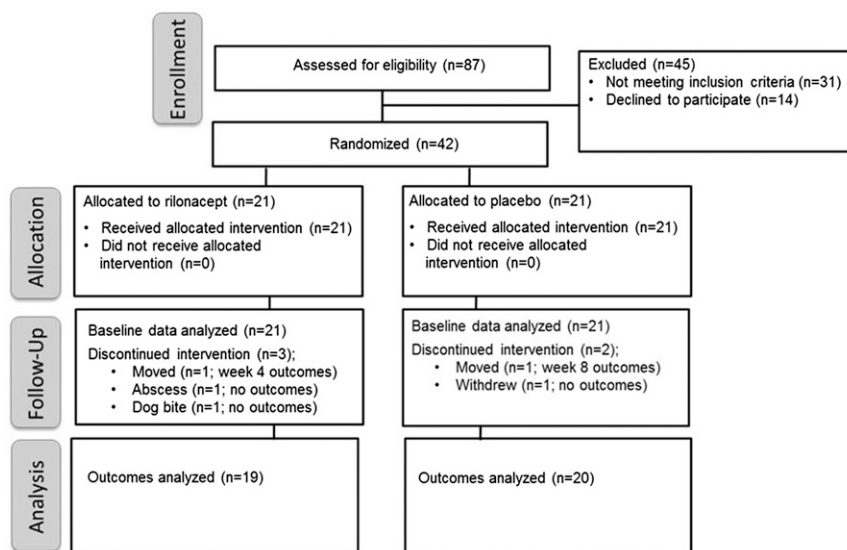 Enrollment
Assessed for eligibility (n=87)
Excluded (n=45)
• Not meeting inclusion criteria (n=31)
• Declined to participate (n=14)
Randomized (n=42)
Allocation
Allocated to rilonacept (n=21)
• Received allocated intervention (n=21)
• Did not receive allocated
intervention (n=0)
Allocated to placebo (n=21)
• Received allocated intervention (n=21)
• Did not receive allocated
intervention (n=0)
Follow-Up
Baseline data analyzed (n=21)
Discontinued intervention (n=3);
• Moved (n=1; week 4 outcomes)
• Abscess (n=1; no outcomes)
• Dog bite (n=1; no outcomes)
Baseline data analyzed (n=21)
Discontinued intervention (n=2);
• Moved (n=1; week 8 outcomes)
• Withdrew (n=1; no outcomes)
Analysis
Outcomes analyzed (n=19)
Outcomes analyzed (n=20)